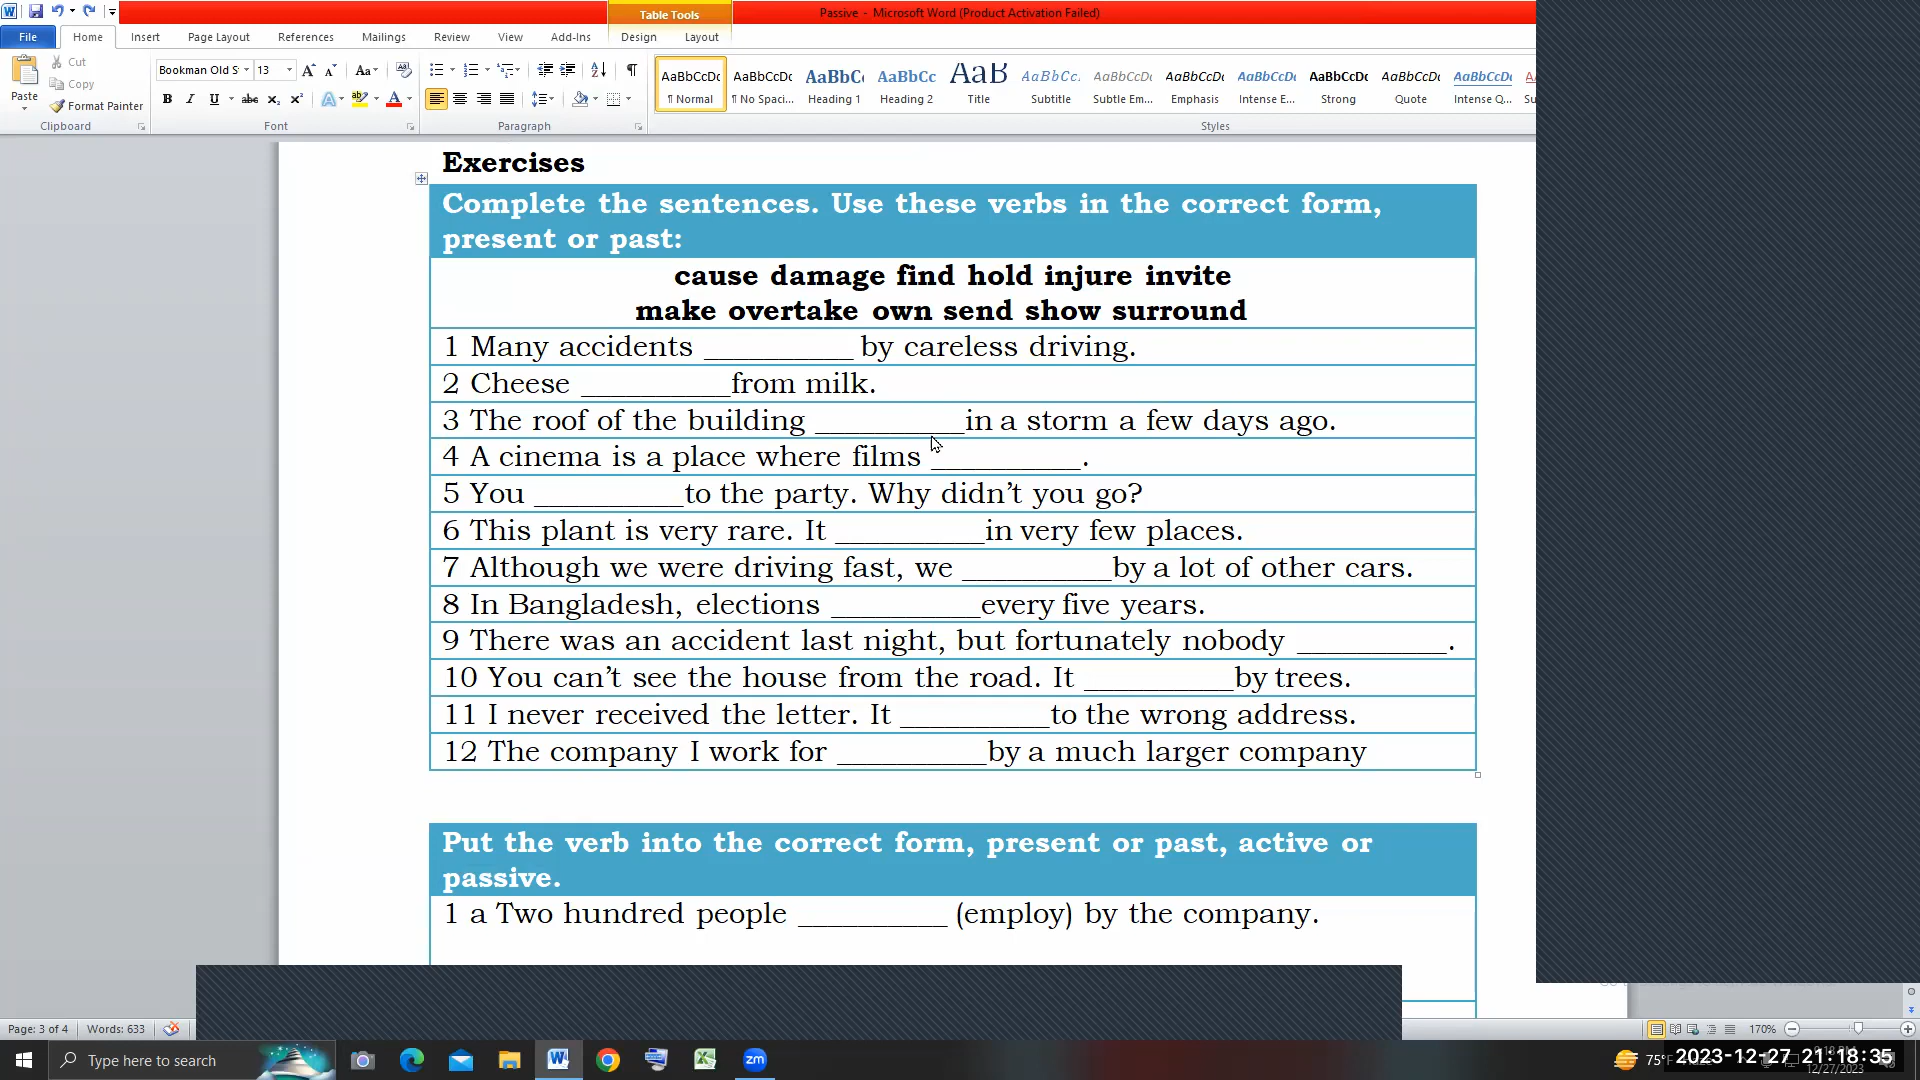 Table Tools
Passive - Microsoft Word (Product Activation Failed)
File Home Insert Page Layout References Mailings Review View Add-Ins Design Layout
Cut
Copy
Format Painter
Paste
Bookman Old S 13
AaBbCcDc AaBbCcDc AaBbC AaBbCc AaB AaBbCc. AaBbCcDc AaBbCcDc AaBbCcDc AaBbCcDc AaBbCcDc AaBbCcDc
¶ Normal ¶ No Spaci... Heading 1 Heading 2 Title Subtitle Subtle Em... Emphasis Intense E... Strong Quote Intense Q... Su
Clipboard Font Paragraph Styles
Exercises
Complete the sentences. Use these verbs in the correct form,
present or past:
cause damage find hold injure invite
make overtake own send show surround
1 Many accidents __________ by careless driving.
2 Cheese __________from milk.
3 The roof of the building __________in a storm a few days ago.
4 A cinema is a place where films __________.
5 You __________to the party. Why didn’t you go?
6 This plant is very rare. It __________in very few places.
7 Although we were driving fast, we __________by a lot of other cars.
8 In Bangladesh, elections __________every five years.
9 There was an accident last night, but fortunately nobody __________.
10 You can’t see the house from the road. It __________by trees.
11 I never received the letter. It __________to the wrong address.
12 The company I work for __________by a much larger company
Put the verb into the correct form, present or past, active or
passive.
1 a Two hundred people __________ (employ) by the company.
Page: 3 of 4 Words: 633 170%
Type here to search
zm
75°F
2023-12-27 21:18:35
12/27/2023